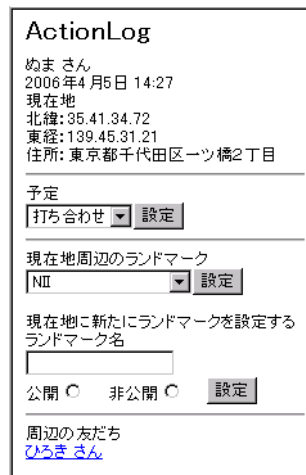 ActionLog
ぬま さん
2006年4月5日 14:27
現在地
北緯：35.41.34.72
東経：139.45.31.21
住所：東京都千代田区一ツ橋2丁目
予定
打ち合わせ 設定
現在地周辺のランドマーク
NII 設定
現在地に新たにランドマークを設定する
ランドマーク名
公開 非公開 設定
周辺の友だち
ひろき さん